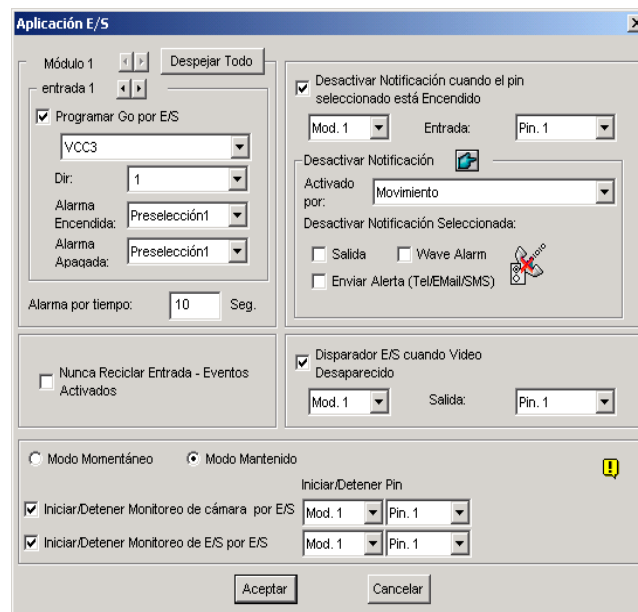 Aplicación E/S
Módulo 1
Despejar Todo
entrada 1
Programar Go por E/S
VCC3
Dir:
1
Alarma Encendida:
Preselección1
Alarma Apagada:
Preselección1
Alarma por tiempo:
10
Seg.
Desactivar Notificación cuando el pin
seleccionado está Encendido
Mod. 1
Entrada:
Pin. 1
Desactivar Notificación
Activado por:
Movimiento
Desactivar Notificación Seleccionada:
Salida
Wave Alarm
Enviar Alerta (Tel/EMail/SMS)
Nunca Reciclar Entrada - Eventos
Activados
Disparador E/S cuando Video
Desaparecido
Mod. 1
Salida:
Pin. 1
Modo Momentáneo
Modo Mantenido
Iniciar/Detener Pin
Iniciar/Detener Monitoreo de cámara por E/S
Mod. 1
Pin. 1
Iniciar/Detener Monitoreo de E/S por E/S
Mod. 1
Pin. 1
Aceptar
Cancelar